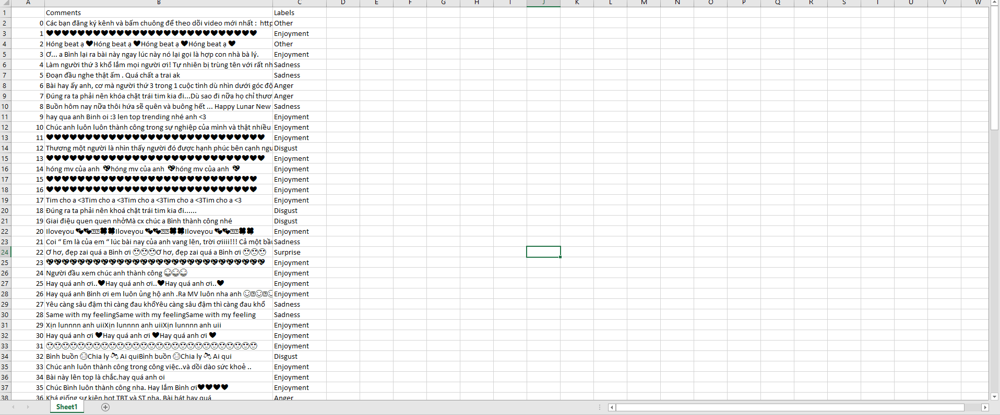 A B C D E F G H I J K L M N O P Q R S T U V W
1 Comments Labels
2 0 Các bạn đăng ký kênh và bấm chuông để theo dõi video mới nhất : http Other
3 1 ♥♥♥♥♥♥♥♥♥♥♥♥♥♥♥♥♥♥♥♥♥♥♥♥♥♥♥ Enjoyment
4 2 Hóng beat ạ ♥Hóng beat ạ ♥Hóng beat ạ ♥Hóng beat ạ ♥ Other
5 3 Ơ... a Bình lại ra bài này ngay lúc này nó lại gọi là hợp con nhà bà lý. Enjoyment
6 4 Làm người thứ 3 khổ lắm mọi người ơi! Tự nhiên bị trùng tên với rất nh Sadness
7 5 Đoạn đầu nghe thật ấm . Quá chất a trai ak Sadness
8 6 Bài hay ấy anh, cơ mà người thứ 3 trong 1 cuộc tình dù nhìn dưới góc độ Anger
9 7 Đúng ra ta phải nên khóa chặt trái tim kia đi...Dù sao đi nữa họ chỉ thươ Anger
10 8 Buồn hôm nay nữa thôi hứa sẽ quên và buông hết ... Happy Lunar New Sadness
11 9 hay qua anh Binh oi :3 len top trending nhé anh <3 Enjoyment
12 10 Chúc anh luôn luôn thành công trong sự nghiệp của mình và thật nhiều Enjoyment
13 11 ♥♥♥♥♥♥♥♥♥♥♥♥♥♥♥♥♥♥♥♥♥♥♥♥♥♥♥♥ Enjoyment
14 12 Thương một người là nhìn thấy người đó được hạnh phúc bên cạnh ngu Disgust
15 13 ♥♥♥♥♥♥♥♥♥♥♥♥♥♥♥♥♥♥♥♥♥♥♥♥♥♥♥♥ Enjoyment
16 14 hóng mv của anh 💖hóng mv của anh 💖hóng mv của anh 💖 Enjoyment
17 15 ♥♥♥♥♥♥♥♥♥♥♥♥♥♥♥♥♥♥♥♥♥♥♥♥♥♥♥ Enjoyment
18 16 ♥♥♥♥♥♥♥♥♥♥♥♥♥♥♥♥♥♥♥♥♥♥♥♥♥♥♥ Enjoyment
19 17 Tim cho a <3Tim cho a <3Tim cho a <3Tim cho a <3Tim cho a <3 Enjoyment
20 18 Đúng ra ta phải nên khoá chặt trái tim kia đi...... Disgust
21 19 Giai điệu quen quen nhởMà cx chúc a Bình thành công nhé Disgust
22 20 Iloveyou 💕💕🍀🍀Iloveyou 💕💕🍀🍀Iloveyou 💕💕🍀🍀 Enjoyment
23 21 Coi “ Em là của em “ lúc bài nay của anh vang lên, trời ơiiii!!! Cả một bầu Sadness
24 22 Ơ hơ, đẹp zai quá a Bình ơi 🙄🙄🙄Ơ hơ, đẹp zai quá a Bình ơi 🙄🙄🙄 Surprise
25 23 💖💖💖💖💖💖💖💖💖💖💖💖💖💖💖💖💖💖💖💖💖💖💖💖💖💖💖💖 Enjoyment
26 24 Người đầu xem chúc anh thành công 😂😂😂 Enjoyment
27 25 Hay quá anh ơi..♥Hay quá anh ơi..♥Hay quá anh ơi..♥ Enjoyment
28 26 Hay quá anh Bình ơi em luôn ủng hộ anh .Ra MV luôn nha anh Enjoyment
29 27 Yêu càng sâu đậm thì càng đau khổYêu càng sâu đậm thì càng đau khổ Sadness
30 28 Same with my feelingSame with my feelingSame with my feeling Sadness
31 29 Xịn lunnnn anh uiiXịn lunnnn anh uiiXịn lunnnn anh uii Enjoyment
32 30 Hay quá anh ơi ♥Hay quá anh ơi ♥Hay quá anh ơi ♥ Enjoyment
33 31 🙄🙄🙄🙄🙄🙄🙄🙄🙄🙄🙄🙄🙄🙄🙄🙄🙄🙄🙄🙄🙄🙄🙄🙄🙄🙄🙄 Enjoyment
34 32 Bình buồn Chia ly Ai quiBình buồn Chia ly Ai qui Disgust
35 33 Chúc anh luôn thành công trong công việc..và dồi dào sức khoẻ .. Enjoyment
36 34 Bài này lên top là chắc.hay quá anh oi Enjoyment
37 35 Chúc Bình luôn thành công nha. Hay lắm Bình ơi♥♥♥♥ Enjoyment
38 36 Khá giống sự kiện hot TBT và ST nha. Bài hát hay quá Anger
Sheet1